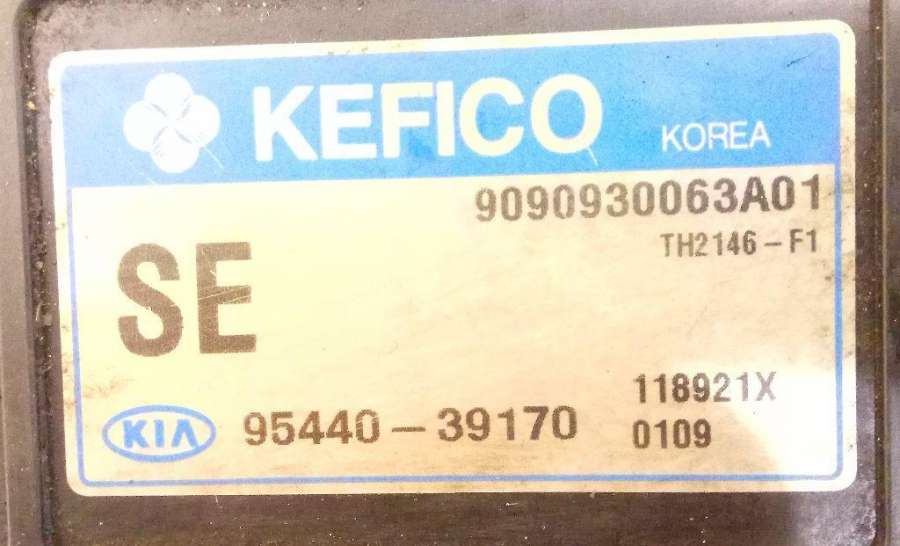 KEFICO KOREA
9090930063A01
TH2146-F1
SE
118921X
KIA 95440-39170
0109